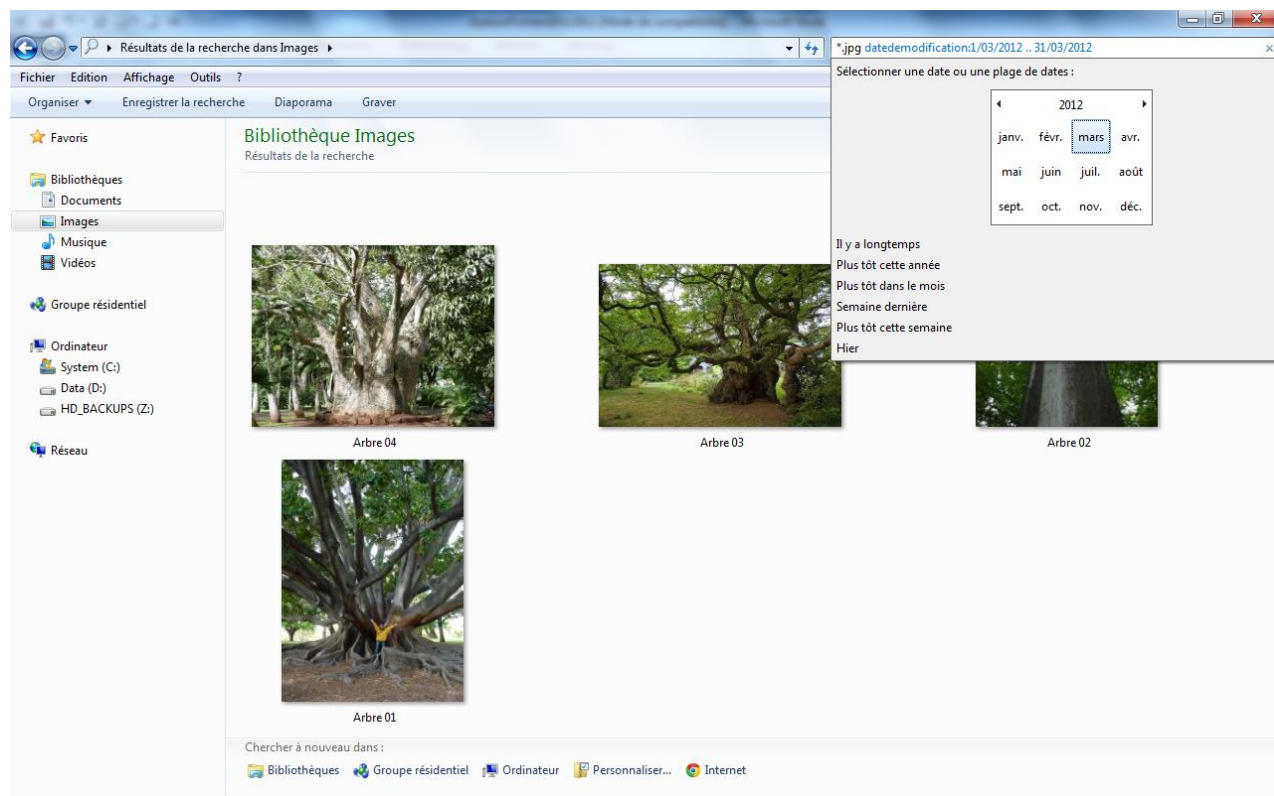 Résultats de la recherche dans Images
*.jpg datedemodification:1/03/2012 .. 31/03/2012
Fichier Edition Affichage Outils ?
Organiser Enregistrer la recherche Diaporama Graver
Sélectionner une date ou une plage de dates :
2012
janv. févr. mars avr.
mai juin juil. août
sept. oct. nov. déc.
Il y a longtemps
Plus tôt cette année
Plus tôt dans le mois
Semaine dernière
Plus tôt cette semaine
Hier
Favoris
Bibliothèques
Documents
Images
Musique
Vidéos
Groupe résidentiel
Ordinateur
System (C:)
Data (D:)
HD_BACKUPS (Z:)
Réseau
Bibliothèque Images
Résultats de la recherche
Arbre 04 Arbre 03 Arbre 02
Arbre 01
Chercher à nouveau dans :
Bibliothèques Groupe résidentiel Ordinateur Personnaliser... Internet